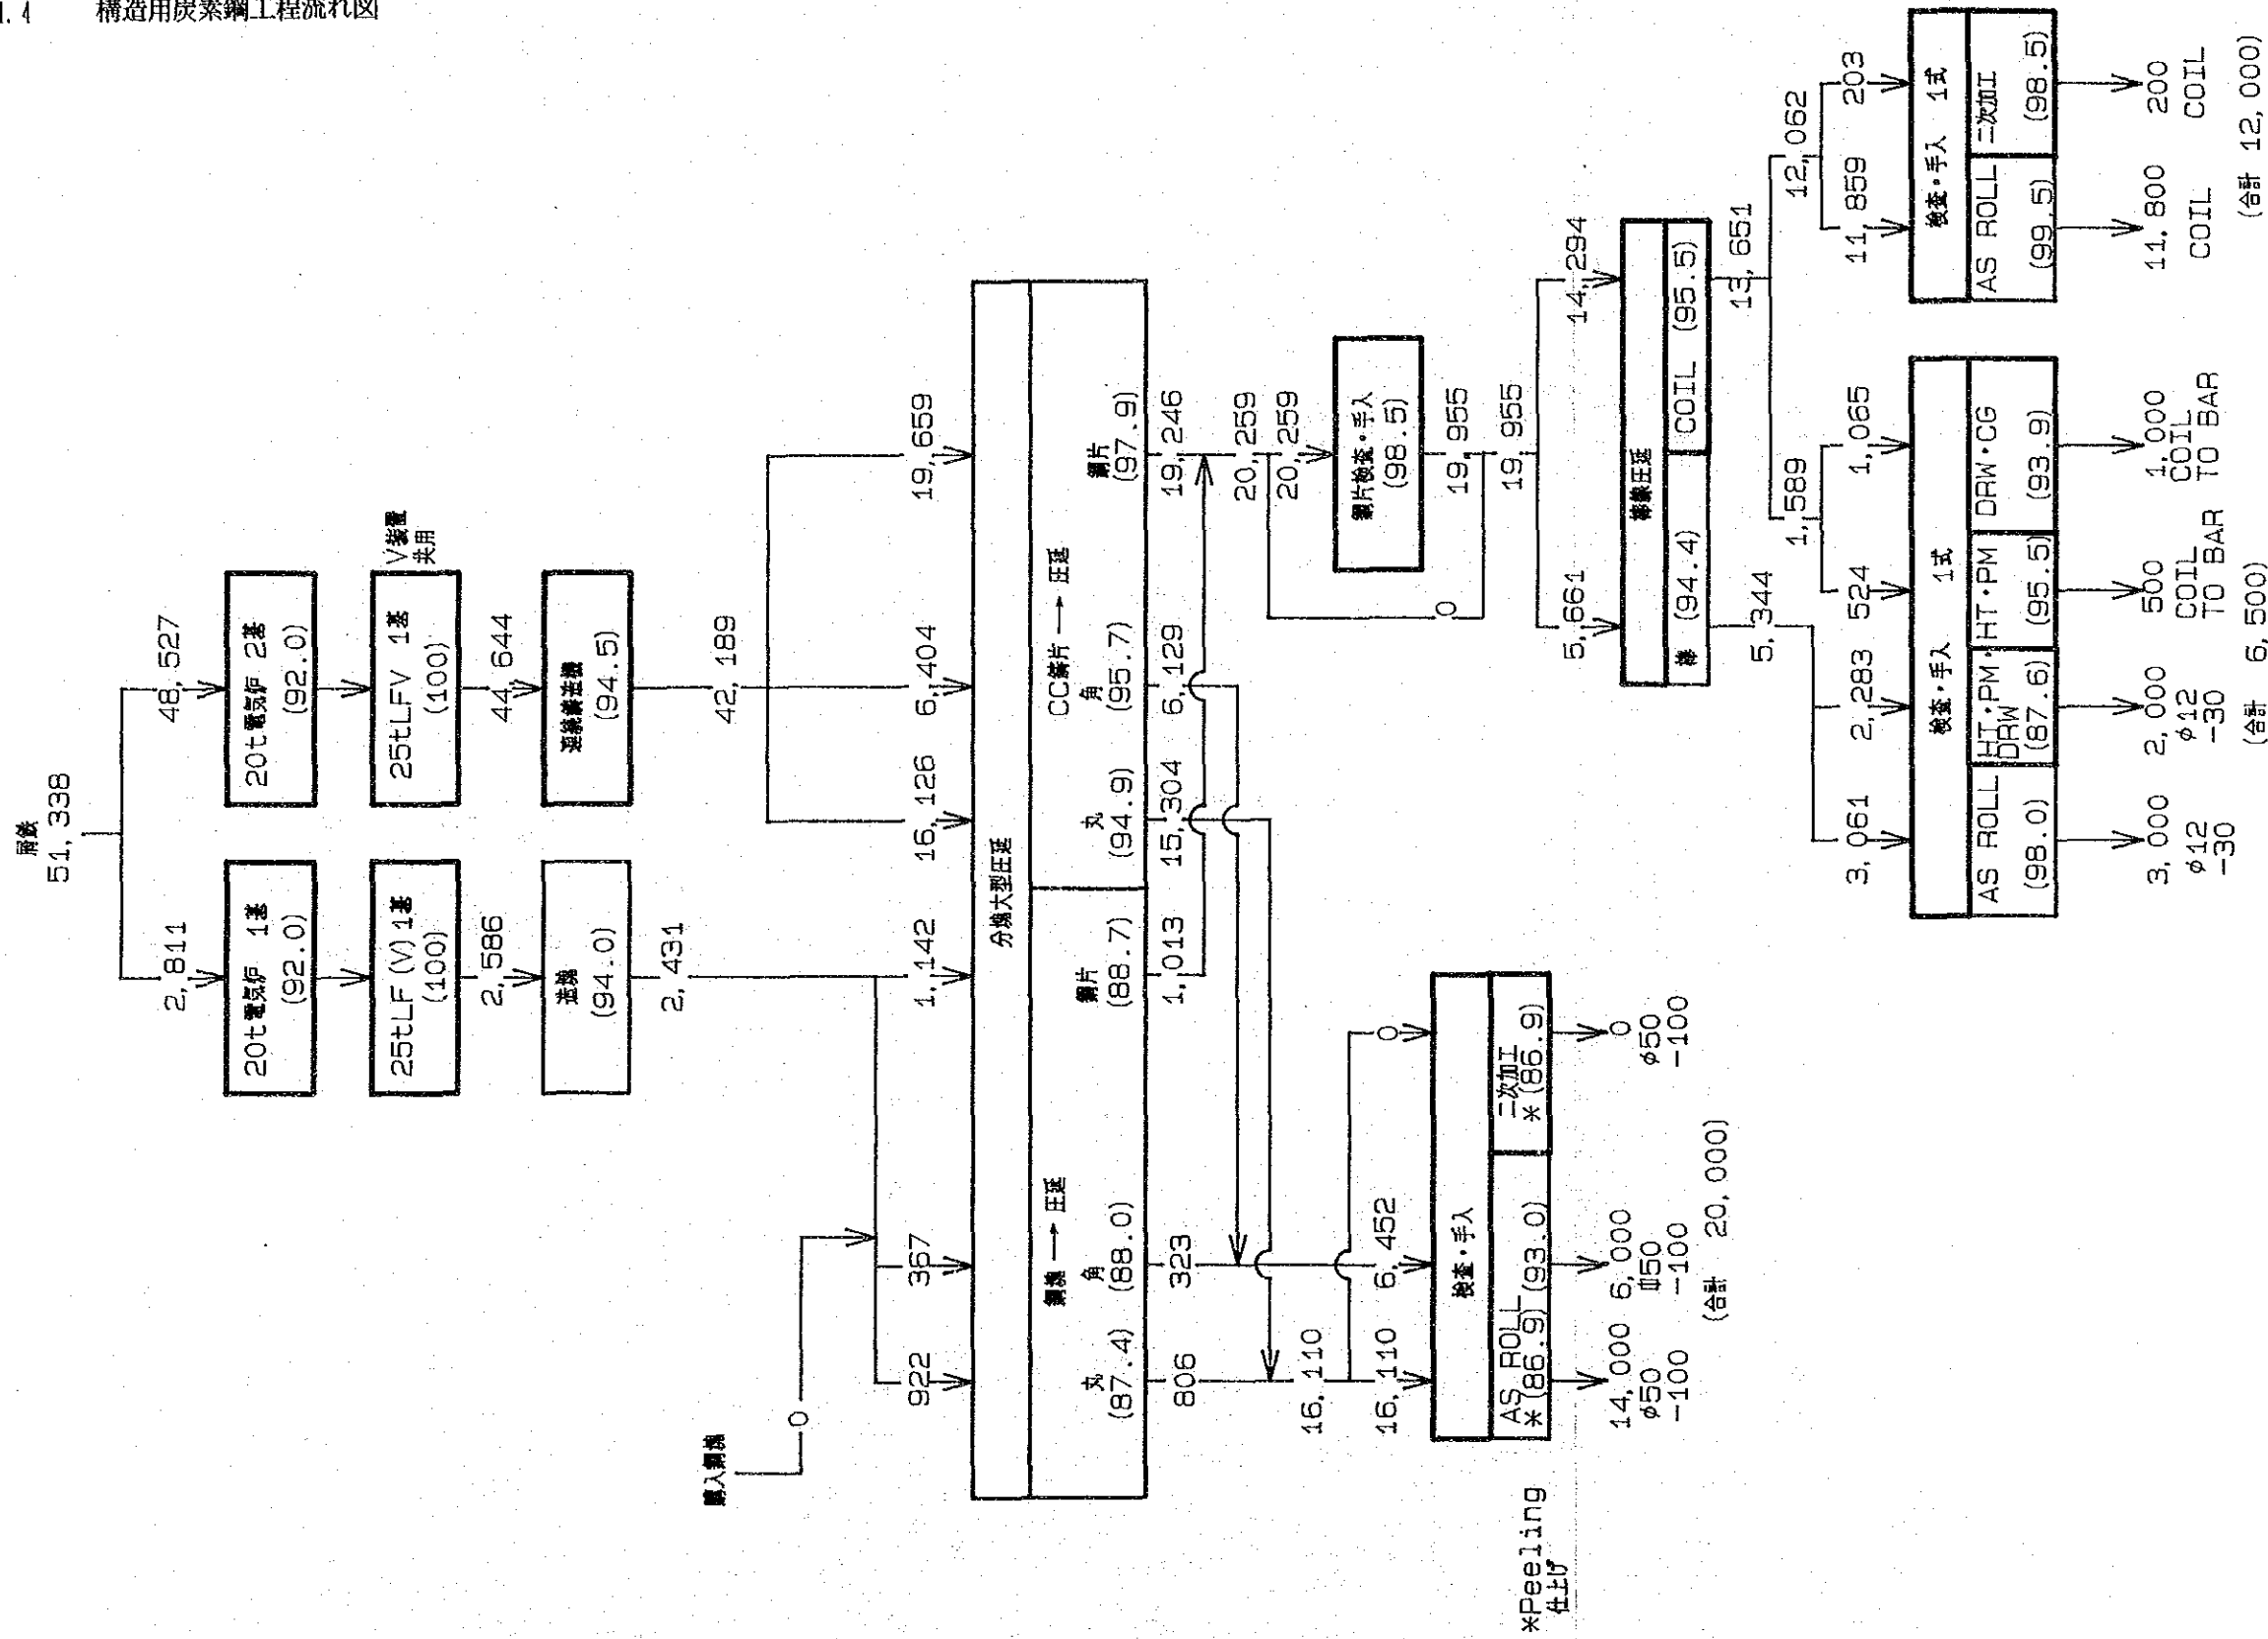 1.4 構造用炭素鋼工程流れ図
屑鉄
51,338
2,811
48,527
20t電気炉 1基
(92.0)
20t電気炉 2基
(92.0)
25tLF(V)1基
(100)
25tLFV 1基
(100)
V装置
共用
2,586
44,644
造塊
(94.0)
連続鋳造機
(94.5)
2,431
42,189
購入鋼塊
0
922
367
1,142
16,126
6,404
19,659
分塊大型圧延
鋼塊→圧延
CC鋳片→圧延
丸
(87.4)
角
(88.0)
鋼片
(88.7)
丸
(94.9)
角
(95.7)
鋼片
(97.9)
806
323
1,013
15,304
6,129
19,246
20,259
20,259
16,110
16,110
6,452
0
鋼片検査・手入
(98.5)
0
19,955
19,955
検査・手入
AS ROLL
*(86.9)
(93.0)
二次加工
*(86.9)
*Peeling
仕上げ
14,000
φ50
-100
6,000
□50
-100
0
φ50
-100
(合計 20,000)
5,661
14,294
棒線圧延
棒 (94.4)
COIL (95.5)
5,344
13,651
1,589
12,062
3,061
2,283
524
1,065
11,859
203
検査・手入 1式
AS ROLL
(98.0)
HT・PM・
DRW
(87.6)
HT・PM
(95.5)
DRW・CG
(93.9)
検査・手入 1式
AS ROLL
(99.5)
二次加工
(98.5)
3,000
φ12
-30
2,000
φ12
-30
500
COIL
TO BAR
1,000
COIL
TO BAR
(合計 6,500)
11,800
COIL
200
COIL
(合計 12,000)